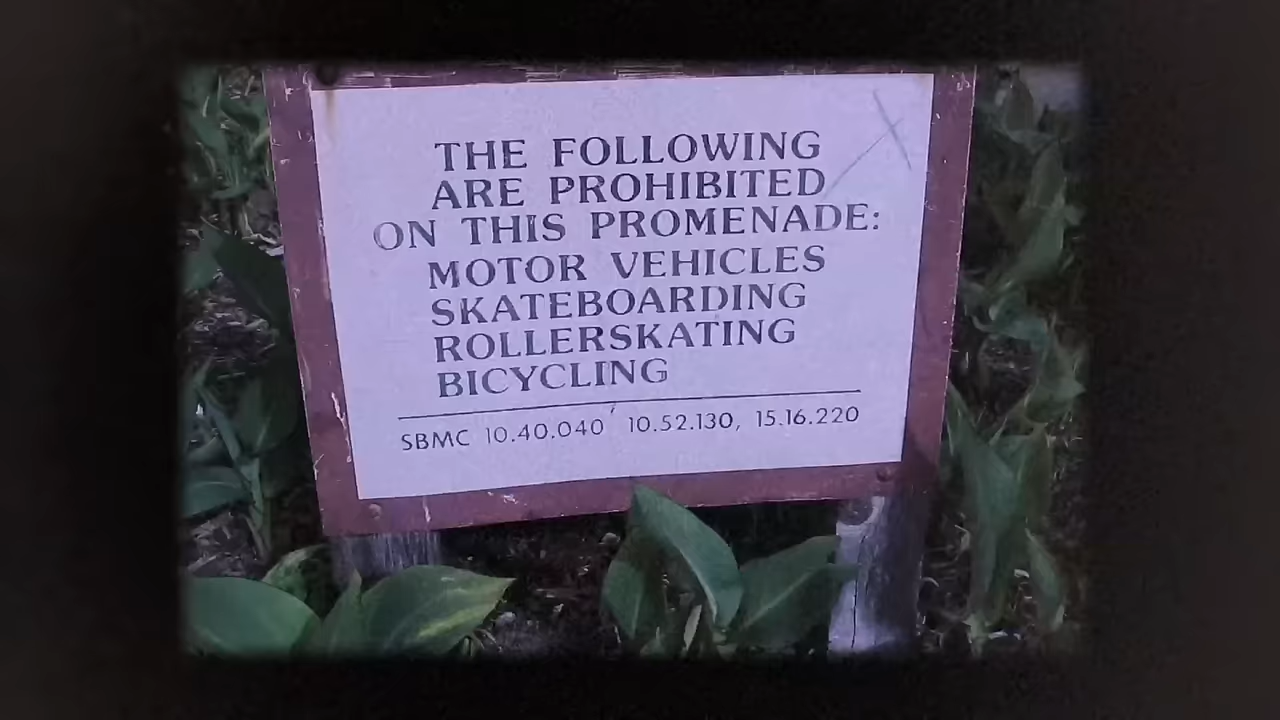 THE FOLLOWING
ARE PROHIBITED
ON THIS PROMENADE:
MOTOR VEHICLES
SKATEBOARDING
ROLLERSKATING
BICYCLING
SBMC 10.40.040 10.52.130, 15.16.220